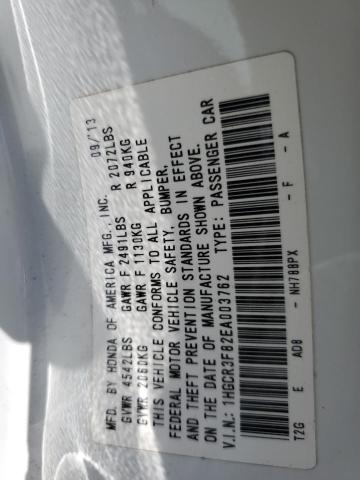 MFD. BY HONDA OF AMERICA MFG., INC. 09/13
GVWR 4542LBS GAWR F 2491LBS R 2072LBS
GVWR 2060KG GAWR F 1130KG R 940KG
THIS VEHICLE CONFORMS TO ALL APPLICABLE
FEDERAL MOTOR VEHICLE SAFETY, BUMPER,
AND THEFT PREVENTION STANDARDS IN EFFECT
ON THE DATE OF MANUFACTURE SHOWN ABOVE.
V.I.N.: 1HGCR3F82EA003762 TYPE: PASSENGER CAR
T2G E AO8 - NH788PX - F - A